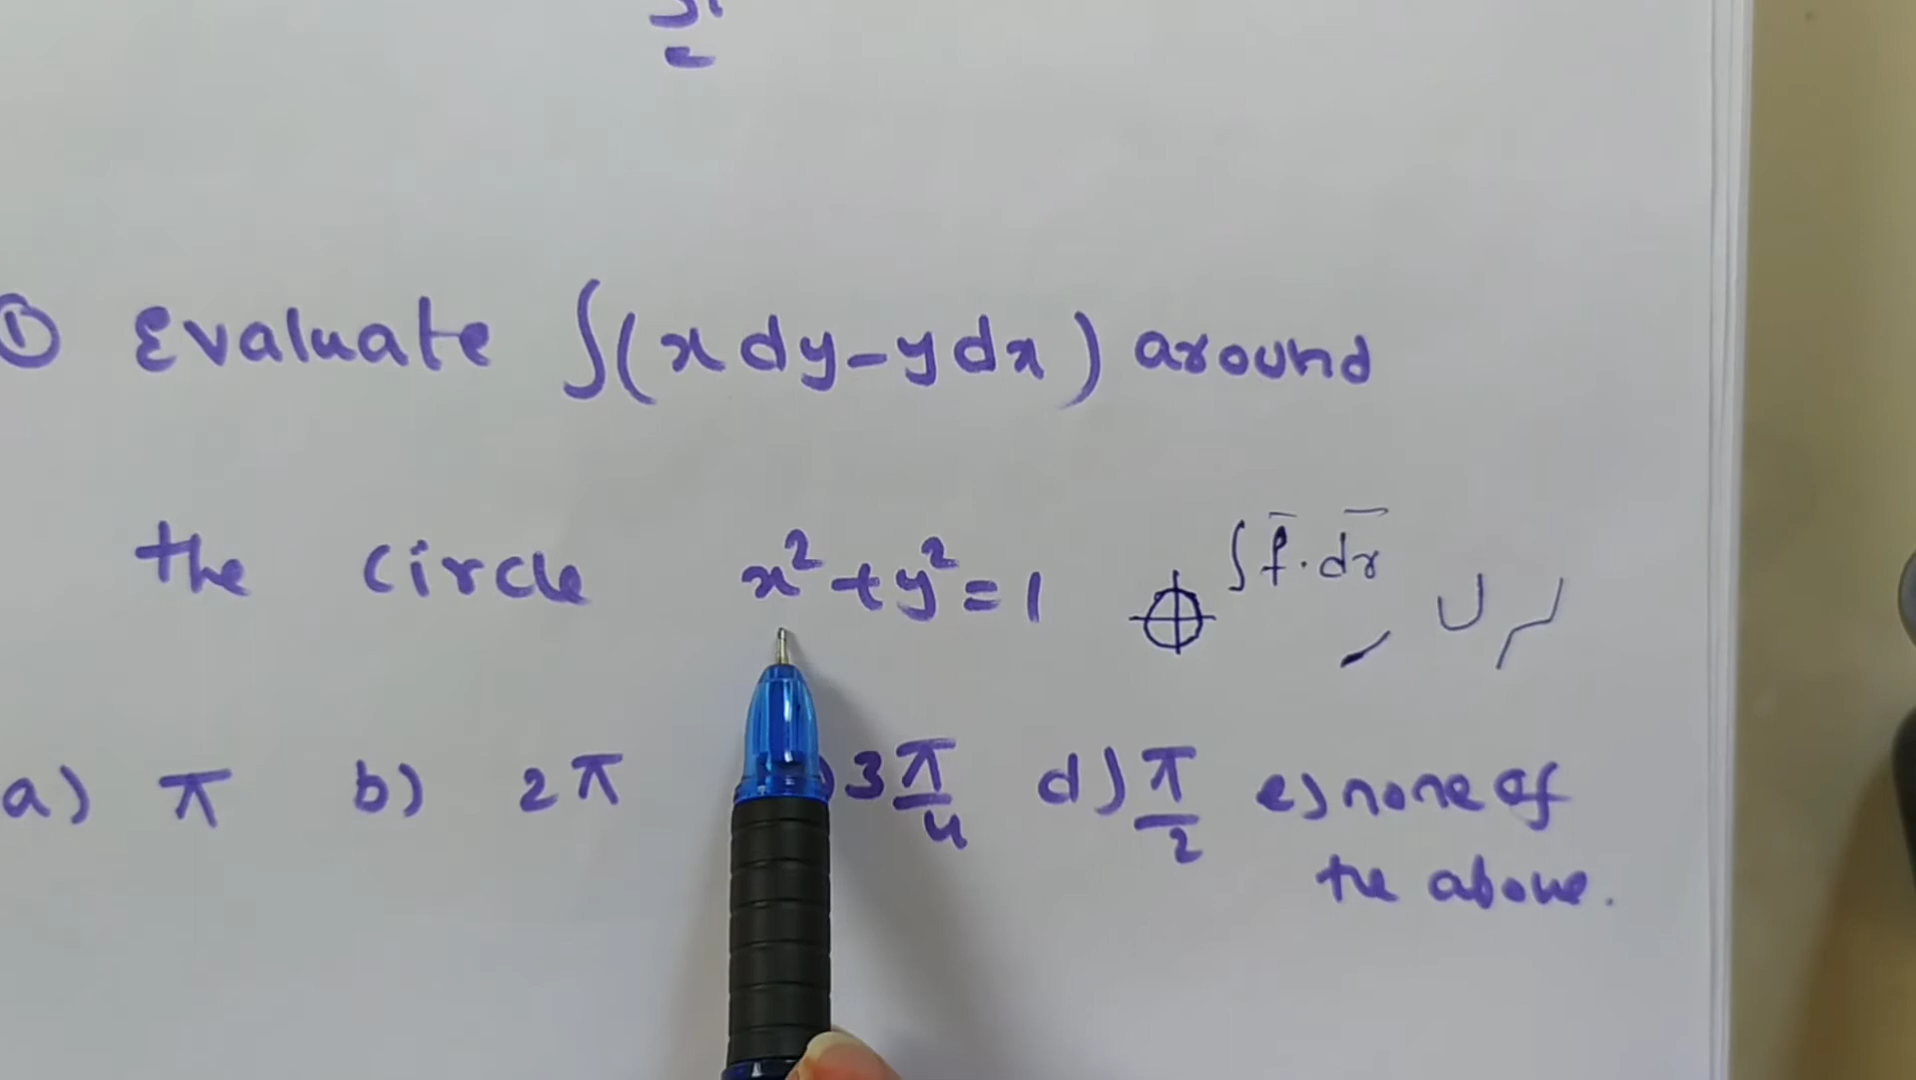 ① Evaluate ∫(x dy - y dx) around
the circle x² + y² = 1 ∫ f̄ . dr̄
a) π b) 2π ) 3π/4 d) π/2 e) none of
the above.